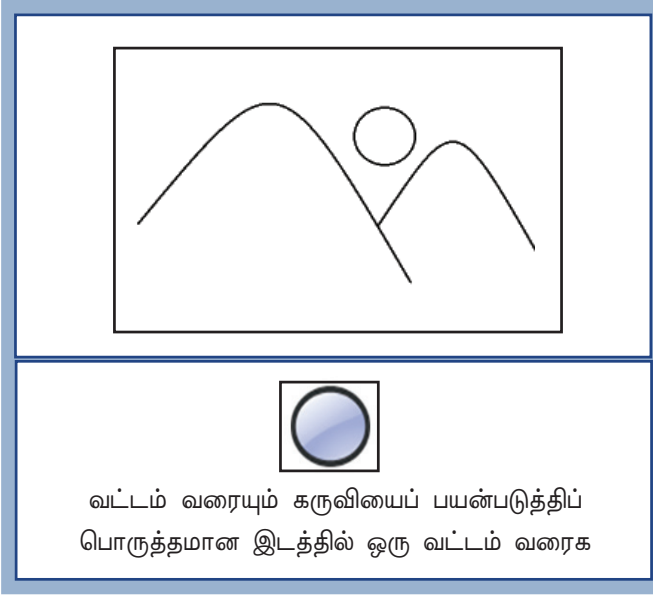 வட்டம் வரையும் கருவியைப் பயன்படுத்திப்
பொருத்தமான இடத்தில் ஒரு வட்டம் வரைக